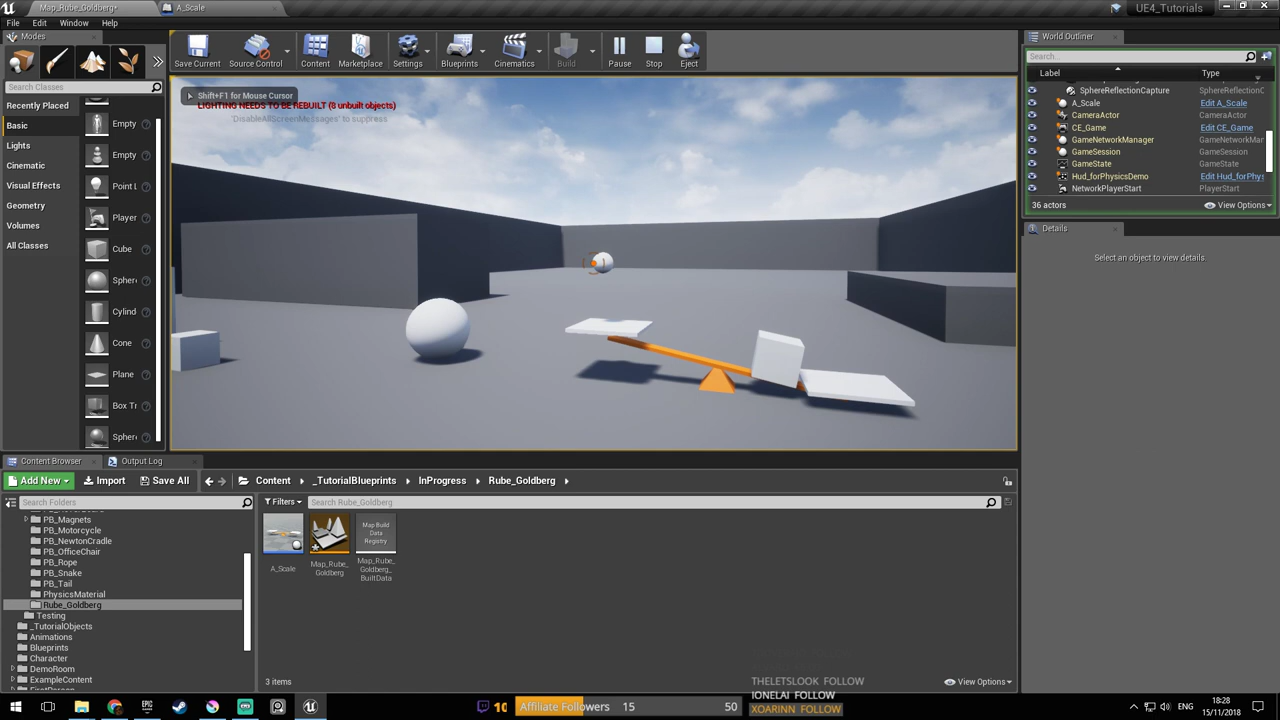 Map_Rube_Goldberg*
A_Scale
UE4_Tutorials
File Edit Window Help
Modes
Search Classes
Recently Placed
Basic
Lights
Cinematic
Visual Effects
Geometry
Volumes
All Classes
Empty
Empty
Point L
Player
Cube
Spher
Cylind
Cone
Plane
Box Tr
Spher
Save Current
Source Control
Content
Marketplace
Settings
Blueprints
Cinematics
Build
Pause
Stop
Eject
Shift+F1 for Mouse Cursor
LIGHTING NEEDS TO BE REBUILT (8 unbuilt objects)
'DisableAllScreenMessages' to suppress
World Outliner
Search...
Label Type
SphereReflectionCapture SphereReflectionC
A_Scale Edit A_Scale
CameraActor CameraActor
CE_Game Edit CE_Game
GameNetworkManager GameNetworkMan
GameSession GameSession
GameState GameState
Hud_forPhysicsDemo Edit Hud_forPhys
NetworkPlayerStart PlayerStart
36 actors
View Options
Details
Select an object to view details.
Content Browser
Output Log
Add New
Import
Save All
Content
_TutorialBlueprints
InProgress
Rube_Goldberg
Search Folders
Filters
Search Rube_Goldberg
PB_Magnets
PB_Motorcycle
PB_NewtonCradle
PB_OfficeChair
PB_Rope
PB_Snake
PB_Tail
PhysicsMaterial
Rube_Goldberg
Testing
_TutorialObjects
Animations
Blueprints
Character
DemoRoom
ExampleContent
Map Build
Data
Registry
A_Scale
Map_Rube_
Goldberg
Map_Rube_
Goldberg_
BuiltData
3 items
View Options
THELETSLOOK FOLLOW
IONELAI FOLLOW
XOARINN FOLLOW
10
Affiliate Followers 15 50
ENG
18:28
15/11/2018